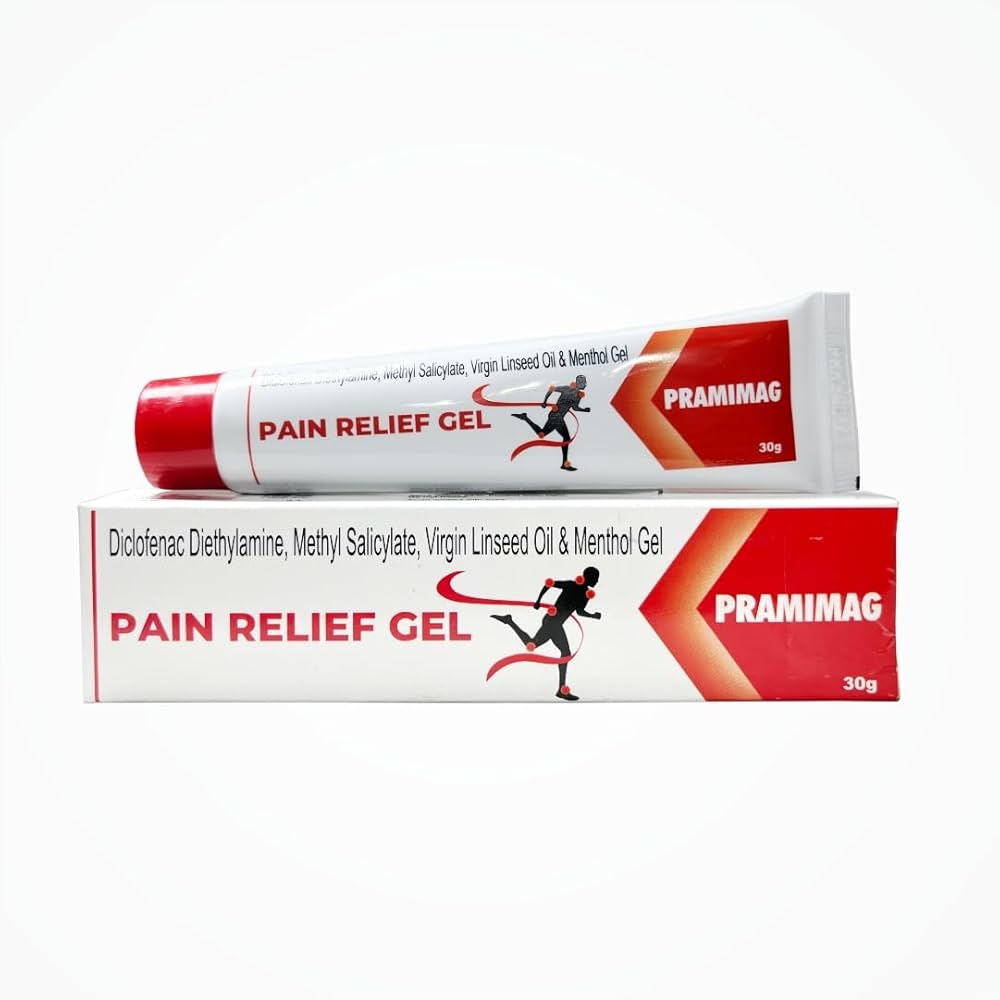 Diethylamine, Methyl Salicylate, Virgin Linseed Oil & Menthol Gel
PAIN RELIEF GEL
PRAMIMAG
30g
Diclofenac Diethylamine, Methyl Salicylate, Virgin Linseed Oil & Menthol Gel
PAIN RELIEF GEL
PRAMIMAG
30g